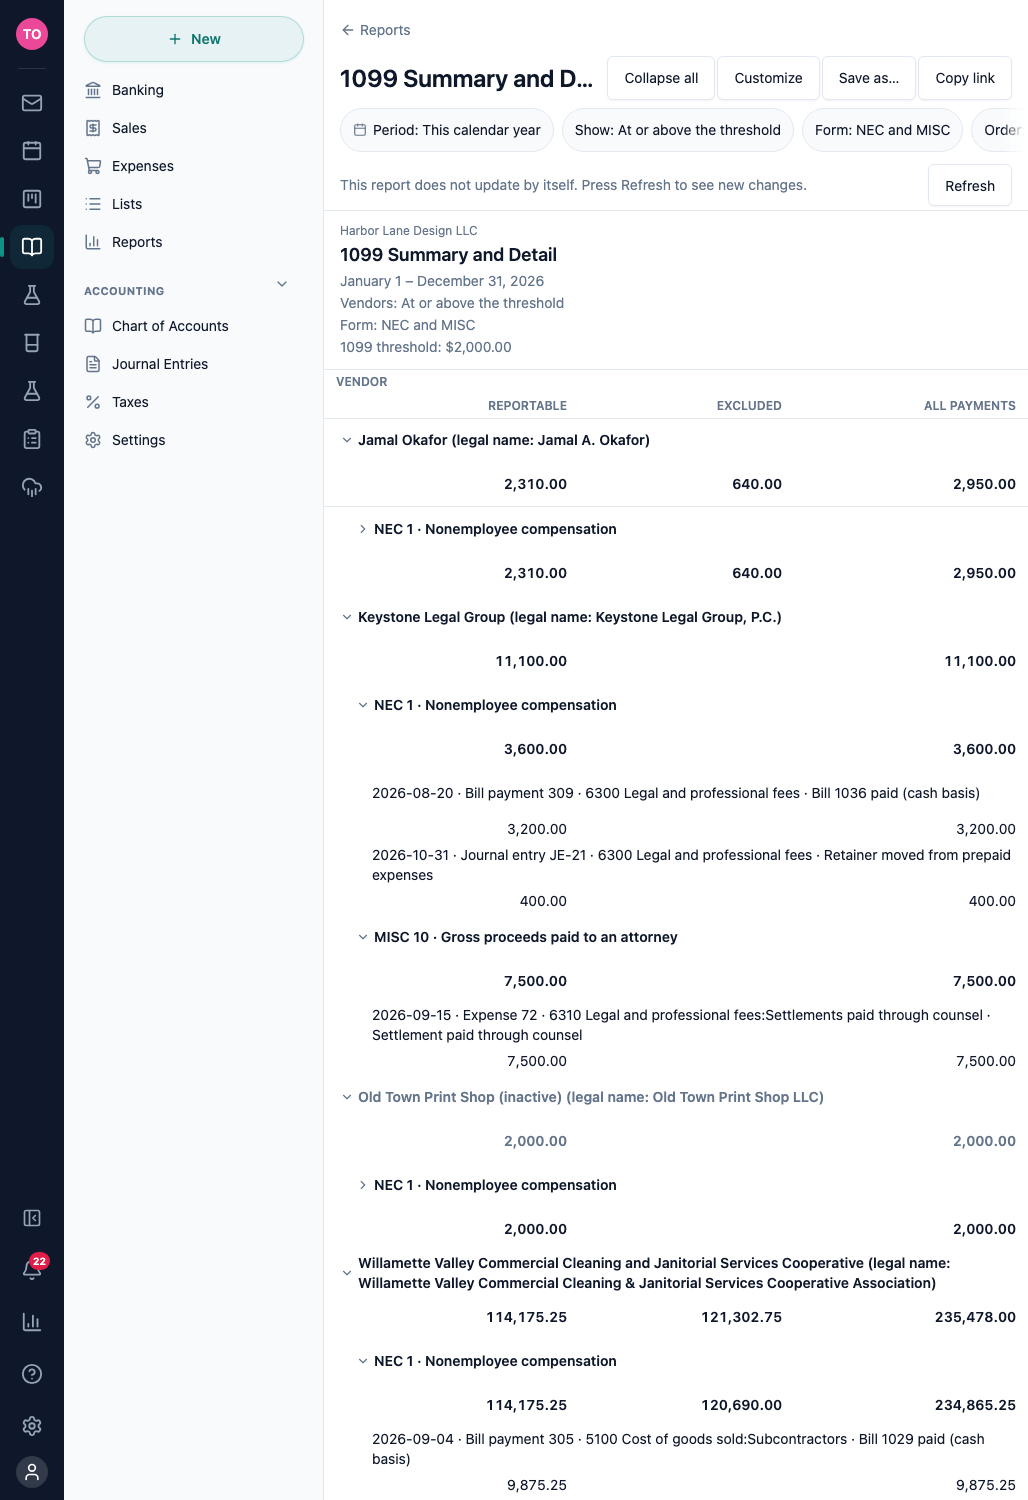 TO
New
Banking
Sales
Expenses
Lists
Reports
ACCOUNTING
Chart of Accounts
Journal Entries
Taxes
Settings
22
Reports
1099 Summary and D...
Collapse all
Customize
Save as...
Copy link
Period: This calendar year
Show: At or above the threshold
Form: NEC and MISC
Order
This report does not update by itself. Press Refresh to see new changes.
Refresh
Harbor Lane Design LLC
1099 Summary and Detail
January 1 – December 31, 2026
Vendors: At or above the threshold
Form: NEC and MISC
1099 threshold: $2,000.00
VENDOR
REPORTABLE EXCLUDED ALL PAYMENTS
Jamal Okafor (legal name: Jamal A. Okafor)
2,310.00 640.00 2,950.00
NEC 1 · Nonemployee compensation
2,310.00 640.00 2,950.00
Keystone Legal Group (legal name: Keystone Legal Group, P.C.)
11,100.00 11,100.00
NEC 1 · Nonemployee compensation
3,600.00 3,600.00
2026-08-20 · Bill payment 309 · 6300 Legal and professional fees · Bill 1036 paid (cash basis)
3,200.00 3,200.00
2026-10-31 · Journal entry JE-21 · 6300 Legal and professional fees · Retainer moved from prepaid
expenses
400.00 400.00
MISC 10 · Gross proceeds paid to an attorney
7,500.00 7,500.00
2026-09-15 · Expense 72 · 6310 Legal and professional fees:Settlements paid through counsel ·
Settlement paid through counsel
7,500.00 7,500.00
Old Town Print Shop (inactive) (legal name: Old Town Print Shop LLC)
2,000.00 2,000.00
NEC 1 · Nonemployee compensation
2,000.00 2,000.00
Willamette Valley Commercial Cleaning and Janitorial Services Cooperative (legal name:
Willamette Valley Commercial Cleaning & Janitorial Services Cooperative Association)
114,175.25 121,302.75 235,478.00
NEC 1 · Nonemployee compensation
114,175.25 120,690.00 234,865.25
2026-09-04 · Bill payment 305 · 5100 Cost of goods sold:Subcontractors · Bill 1029 paid (cash
basis)
9,875.25 9,875.25